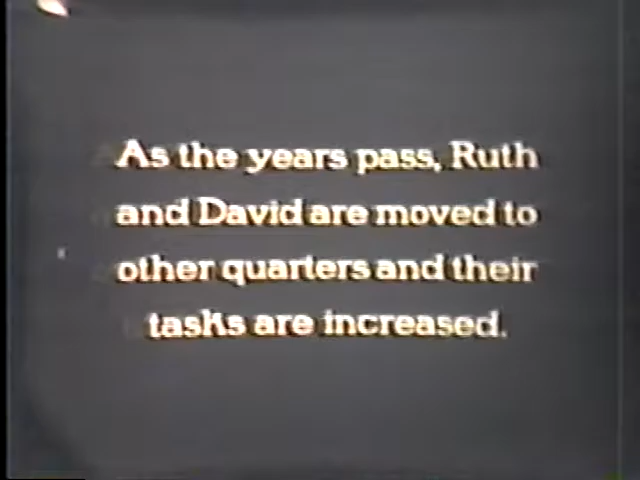 As the years pass, Ruth
and David are moved to
other quarters and their
tasks are increased.